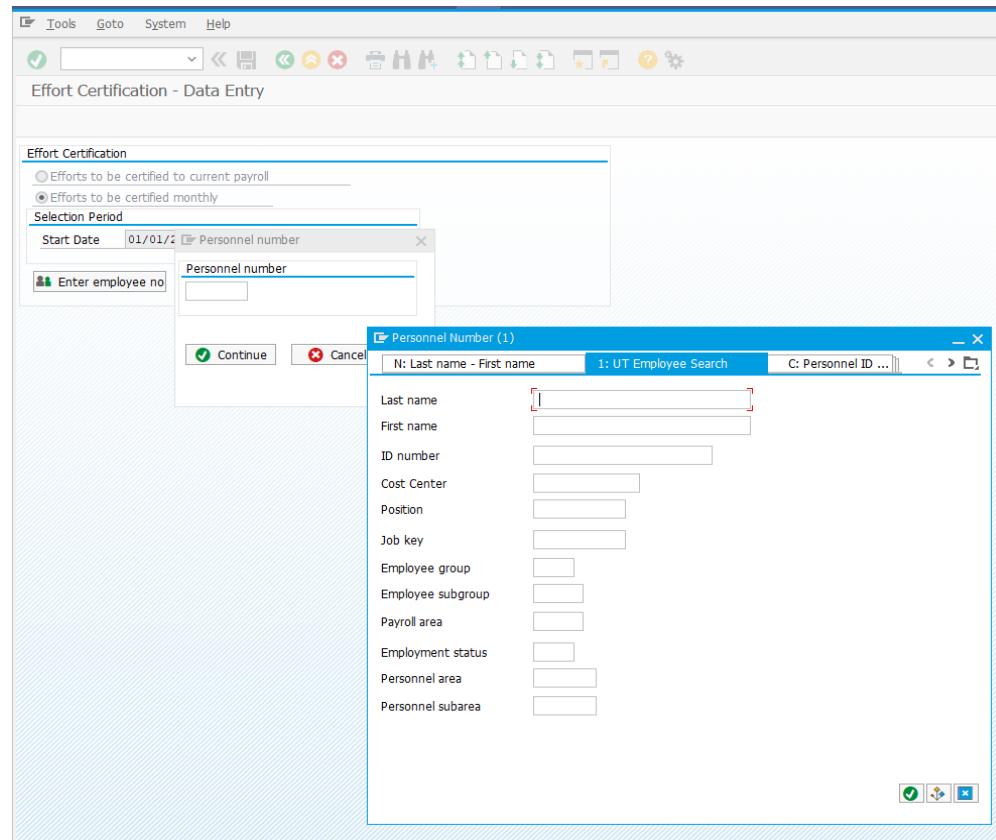 Tools Goto System Help
Effort Certification - Data Entry
Effort Certification
Efforts to be certified to current payroll
Efforts to be certified monthly
Selection Period
Start Date 01/01/2
Enter employee no
Personnel number
Personnel number
Continue Cancel
Personnel Number (1)
N: Last name - First name 1: UT Employee Search C: Personnel ID ...
Last name
First name
ID number
Cost Center
Position
Job key
Employee group
Employee subgroup
Payroll area
Employment status
Personnel area
Personnel subarea